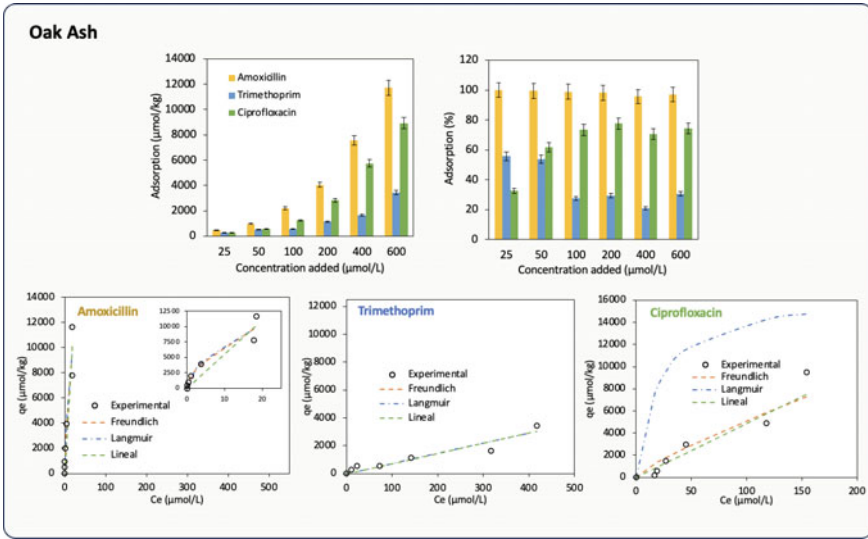 Oak Ash
14000
12000
10000
8000
6000
4000
2000
0
Adsorption (µmol/kg)
Amoxicillin
Trimethoprim
Ciprofloxacin
25 50 100 200 400 600
Concentration added (µmol/L)
120
100
80
60
40
20
0
Adsorption (%)
25 50 100 200 400 600
Concentration added (µmol/L)
14000
12000
10000
8000
6000
4000
2000
0
qe (µmol/kg)
Amoxicillin
12500
10000
7500
5000
2500
0
0 10 20
Experimental
Freundlich
Langmuir
Lineal
0 100 200 300 400 500
Ce (µmol/L)
12000
10000
8000
6000
4000
2000
0
qe (µmol/kg)
Trimethoprim
Experimental
Freundlich
Langmuir
Lineal
0 100 200 300 400 500
Ce (µmol/L)
16000
14000
12000
10000
8000
6000
4000
2000
0
qe (µmol/kg)
Ciprofloxacin
Experimental
Freundlich
Langmuir
Lineal
0 50 100 150 200
Ce (µmol/L)